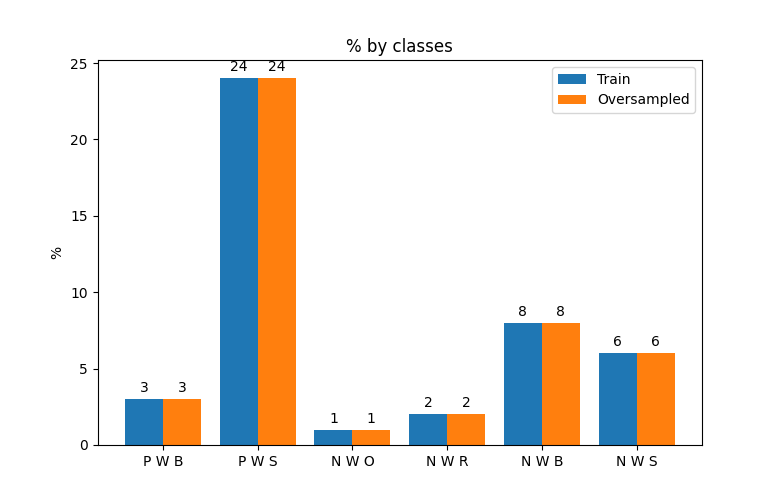 % by classes
Train
Oversampled
%
25
20
15
10
5
0
3 3
24 24
1 1
2 2
8 8
6 6
P W B
P W S
N W O
N W R
N W B
N W S